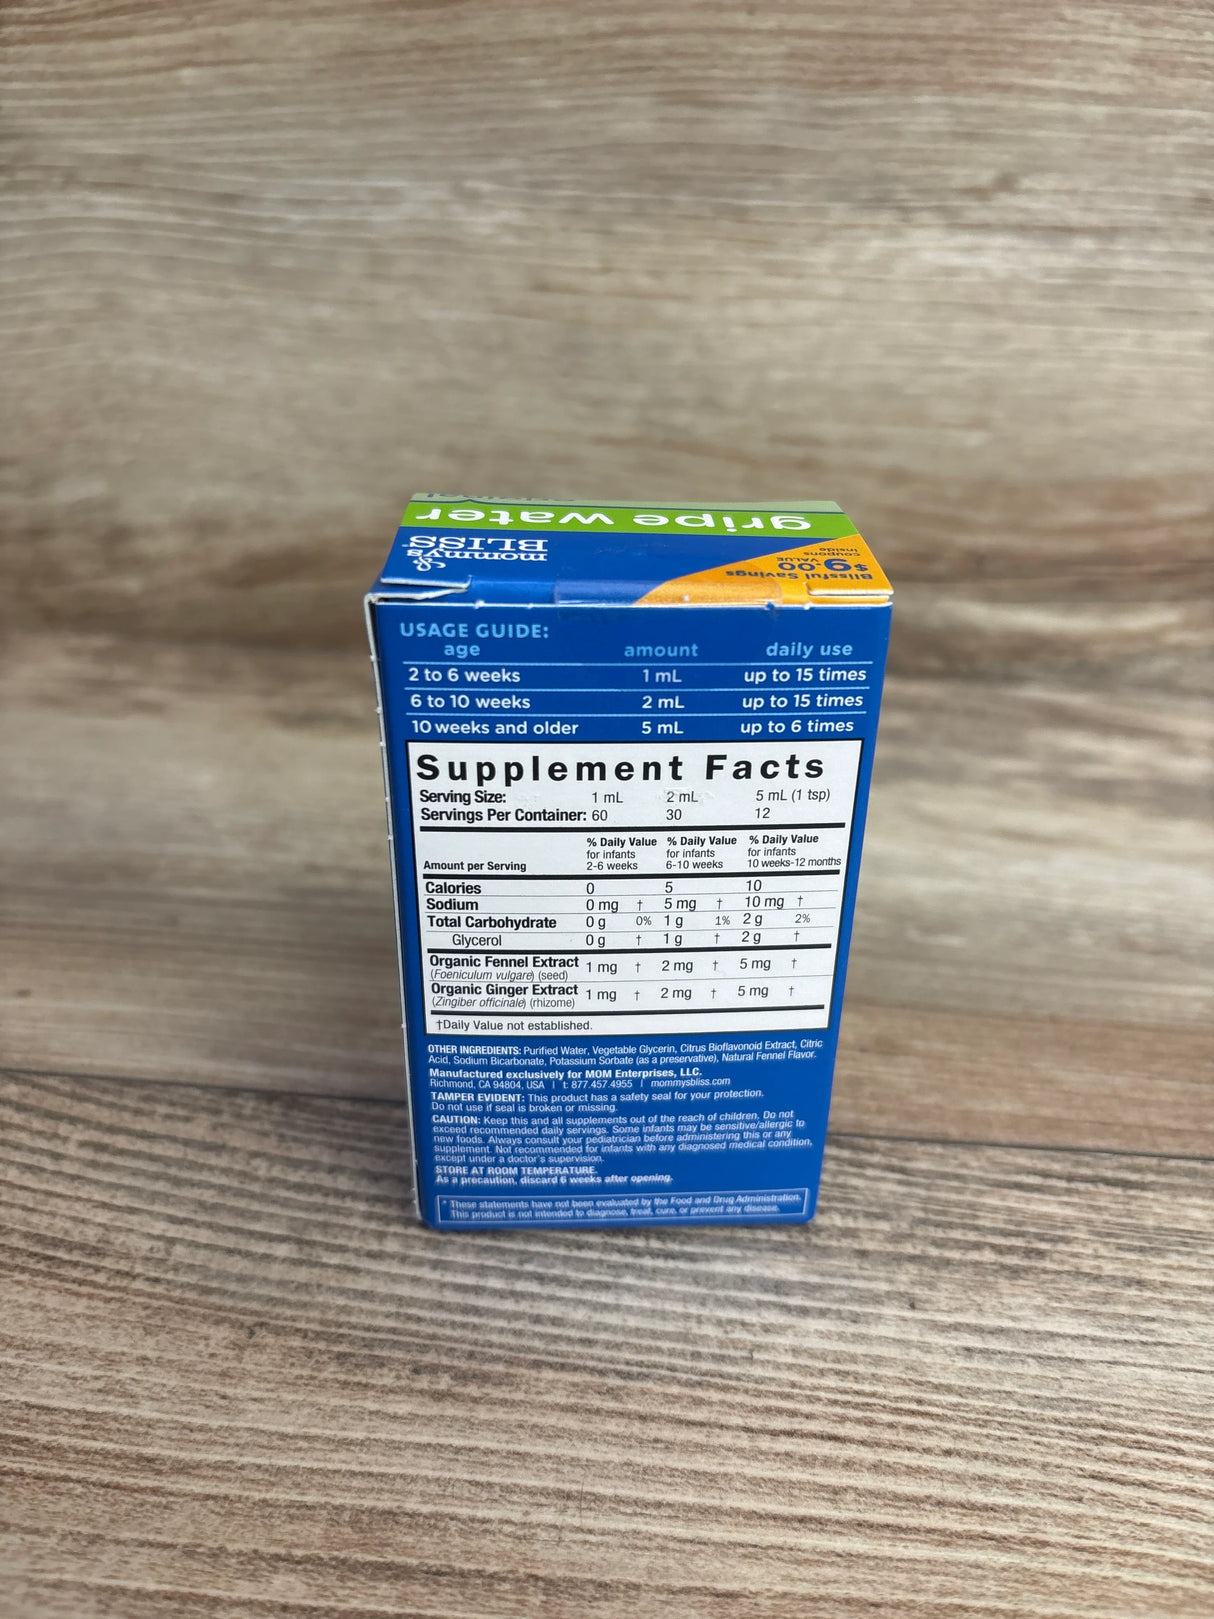 original
gripe water
mommy's
BLISS®
Blissful Savings
$9.00
VALUE
coupons
inside
USAGE GUIDE:
age amount daily use
2 to 6 weeks 1 mL up to 15 times
6 to 10 weeks 2 mL up to 15 times
10 weeks and older 5 mL up to 6 times
Supplement Facts
Serving Size: 1 mL 2 mL 5 mL (1 tsp)
Servings Per Container: 60 30 12
% Daily Value % Daily Value % Daily Value
for infants for infants for infants
Amount per Serving 2-6 weeks 6-10 weeks 10 weeks-12 months
Calories 0 5 10
Sodium 0 mg † 5 mg † 10 mg †
Total Carbohydrate 0 g 0% 1 g 1% 2 g 2%
Glycerol 0 g † 1 g † 2 g †
Organic Fennel Extract 1 mg † 2 mg † 5 mg †
(Foeniculum vulgare) (seed)
Organic Ginger Extract 1 mg † 2 mg † 5 mg †
(Zingiber officinale) (rhizome)
†Daily Value not established.
OTHER INGREDIENTS: Purified Water, Vegetable Glycerin, Citrus Bioflavonoid Extract, Citric
Acid, Sodium Bicarbonate, Potassium Sorbate (as a preservative), Natural Fennel Flavor.
Manufactured exclusively for MOM Enterprises, LLC.
Richmond, CA 94804, USA | t: 877.457.4955 | mommysbliss.com
TAMPER EVIDENT: This product has a safety seal for your protection.
Do not use if seal is broken or missing.
CAUTION: Keep this and all supplements out of the reach of children. Do not
exceed recommended daily servings. Some infants may be sensitive/allergic to
new foods. Always consult your pediatrician before administering this or any
supplement. Not recommended for infants with any diagnosed medical condition,
except under a doctor's supervision.
STORE AT ROOM TEMPERATURE.
As a precaution, discard 6 weeks after opening.
* These statements have not been evaluated by the Food and Drug Administration.
This product is not intended to diagnose, treat, cure, or prevent any disease.